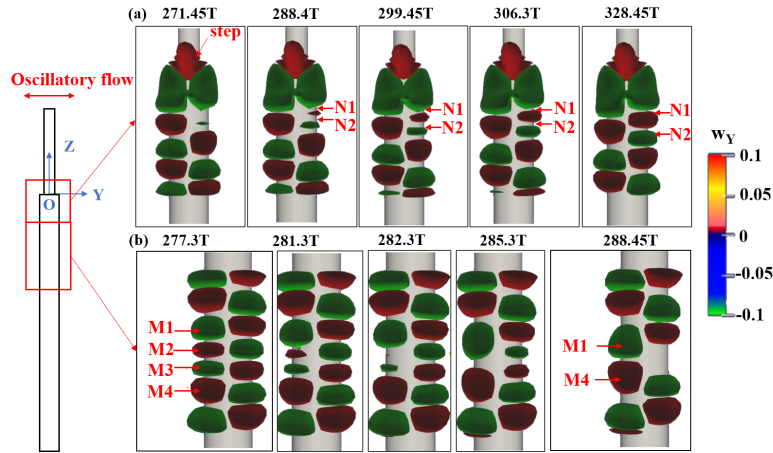 (a)
271.45T 288.4T 299.45T 306.3T 328.45T
step
Oscillatory flow
N1 N1 N1 N1
N2 N2 N2 N2
Z
Y
O
w_Y
0.1
0.05
0
-0.05
-0.1
(b)
277.3T 281.3T 282.3T 285.3T 288.45T
M1
M2
M3
M4
M1
M4